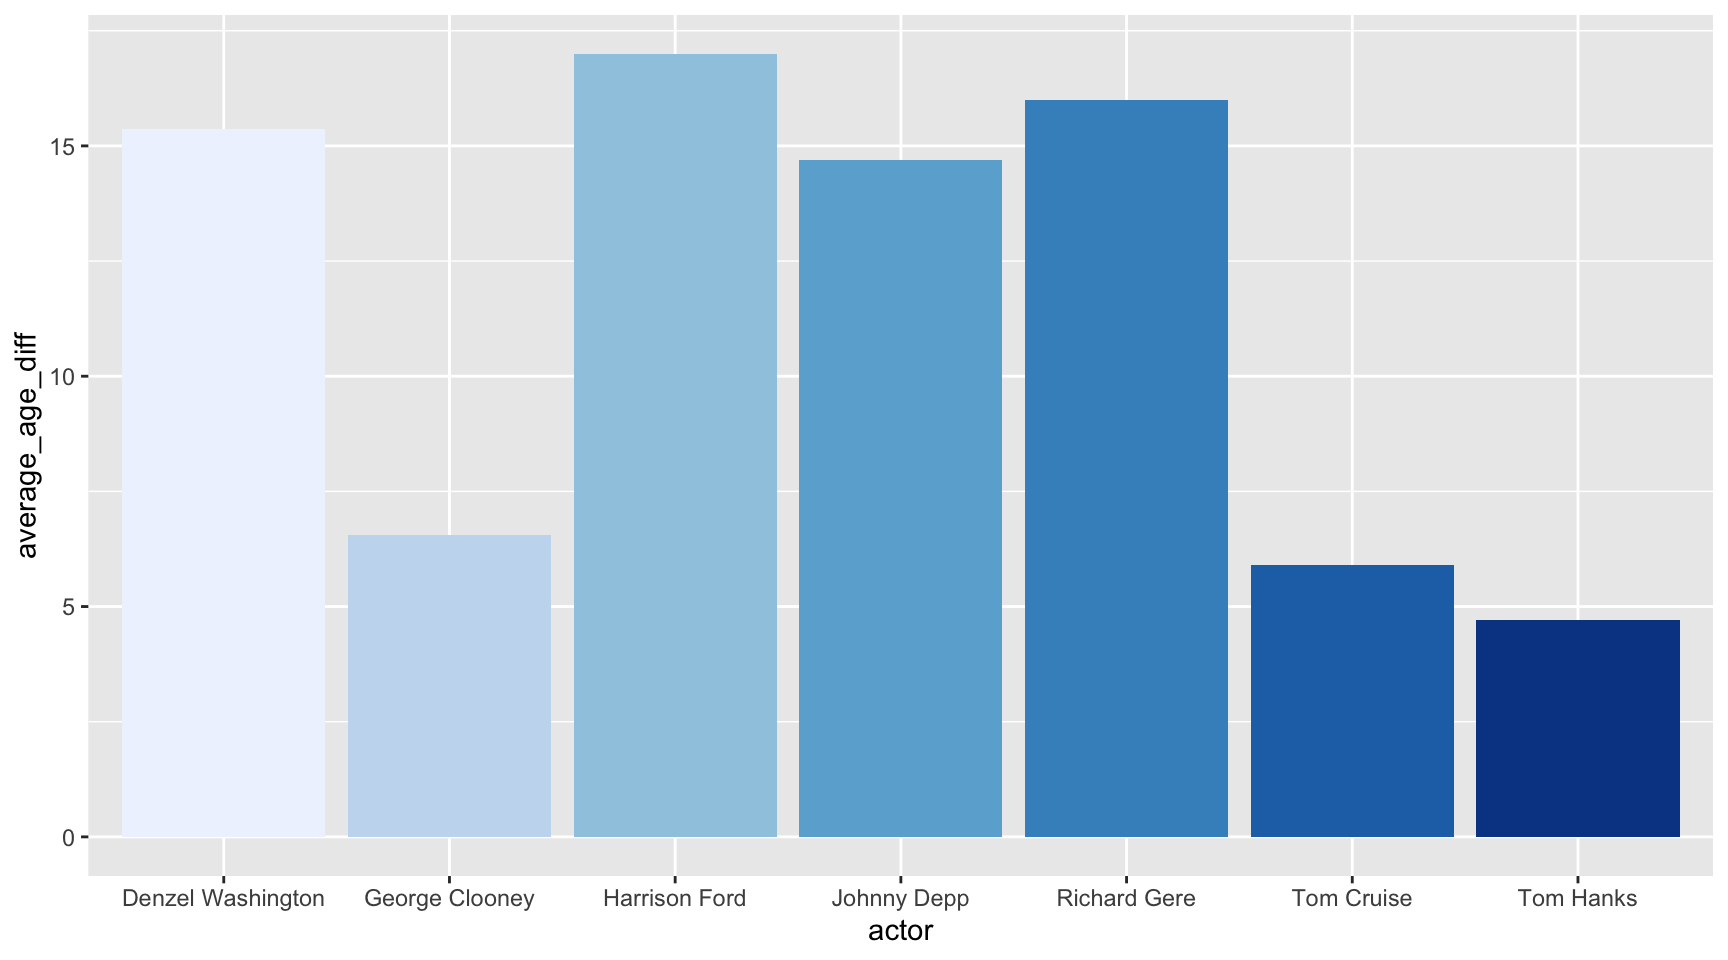 average_age_diff
15
10
5
0
Denzel Washington George Clooney Harrison Ford Johnny Depp Richard Gere Tom Cruise Tom Hanks
actor